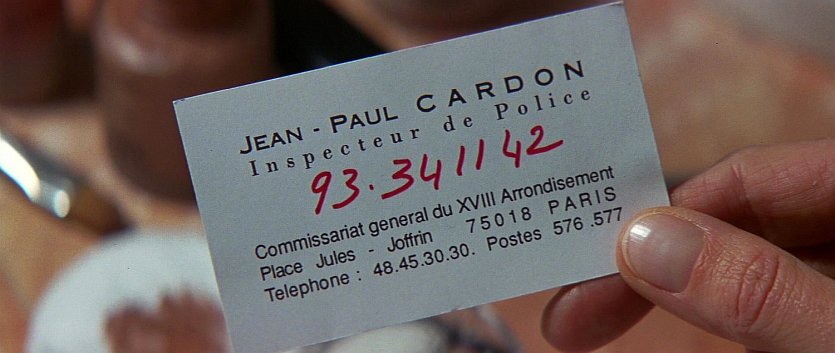 JEAN - PAUL CARDON
Inspecteur de Police
93.341142
Commissariat general du XVIII Arrondisement
Place Jules - Joffrin 75018 PARIS
Telephone : 48.45.30.30. Postes 576 .577